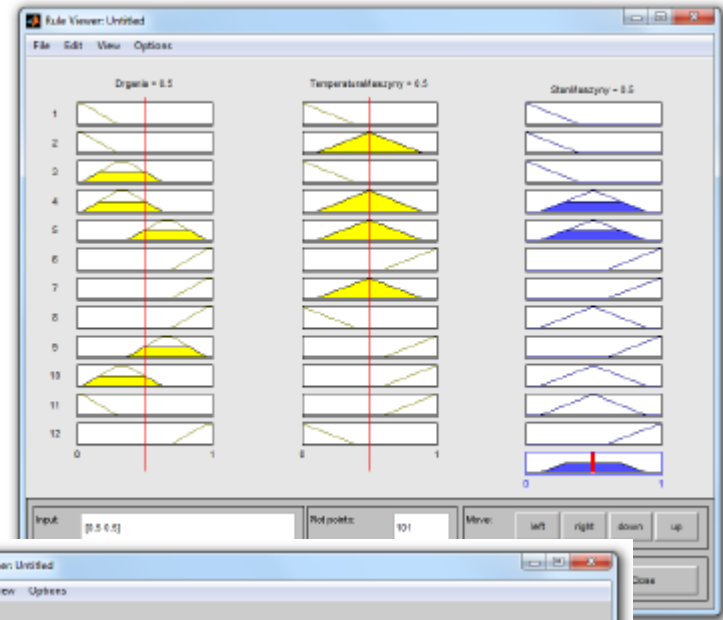 Rule Viewer: Untitled
File Edit View Options
Drgania = 0.5 TemperaturaMaszyny = 0.5 StanMaszyny = 0.5
1
2
3
4
5
6
7
8
9
10
11
12
0 1 0 1
0 1
Input: [0.5 0.5] Plot points: 101 Move: left right down up
Close
er: Untitled
iew Options